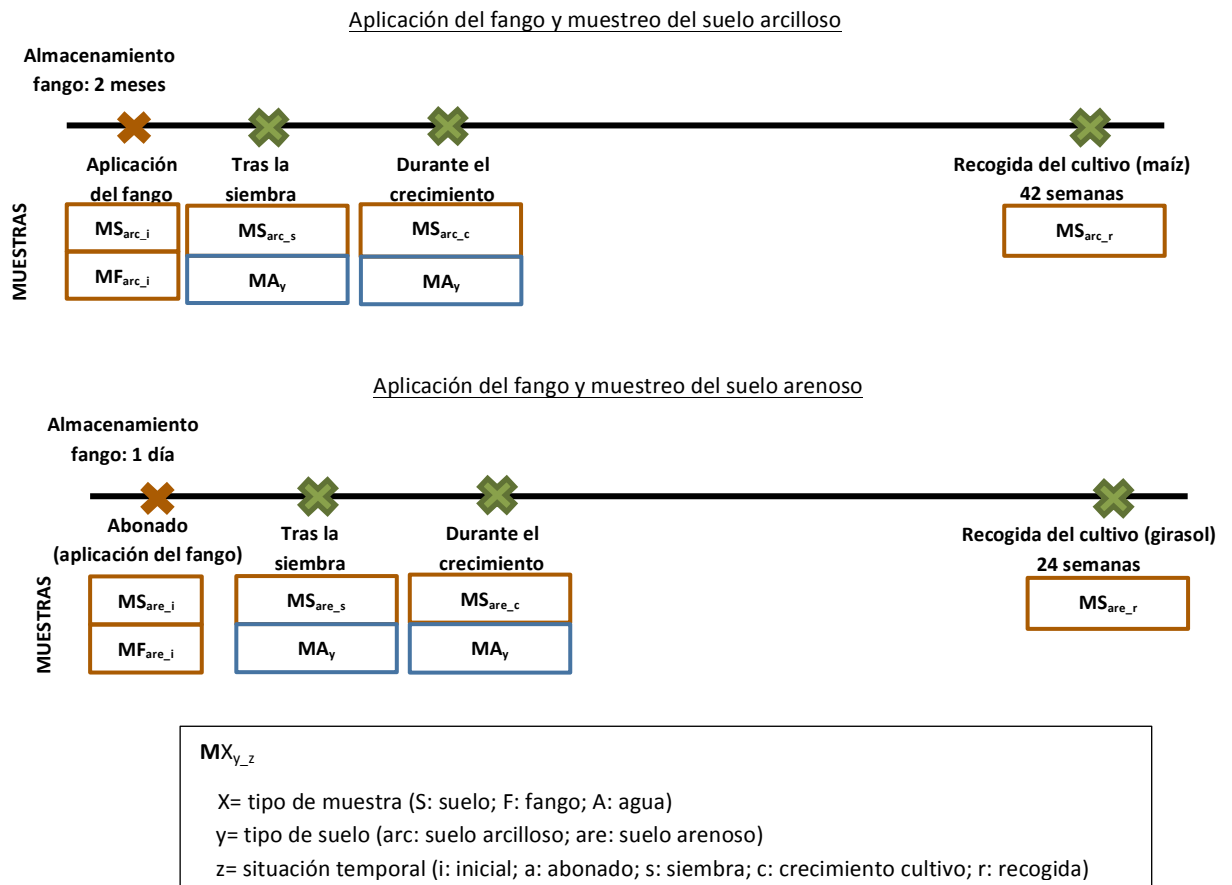 Aplicación del fango y muestreo del suelo arcilloso
Almacenamiento
fango: 2 meses
Aplicación
del fango
Tras la
siembra
Durante el
crecimiento
Recogida del cultivo (maíz)
42 semanas
MUESTRAS
MSarc_i
MSarc_s
MSarc_c
MSarc_r
MFarc_i
MAy
MAy
Aplicación del fango y muestreo del suelo arenoso
Almacenamiento
fango: 1 día
Abonado
(aplicación del fango)
Tras la
siembra
Durante el
crecimiento
Recogida del cultivo (girasol)
24 semanas
MUESTRAS
MSare_i
MSare_s
MSare_c
MSare_r
MFare_i
MAy
MAy
MXy_z
X= tipo de muestra (S: suelo; F: fango; A: agua)
y= tipo de suelo (arc: suelo arcilloso; are: suelo arenoso)
z= situación temporal (i: inicial; a: abonado; s: siembra; c: crecimiento cultivo; r: recogida)